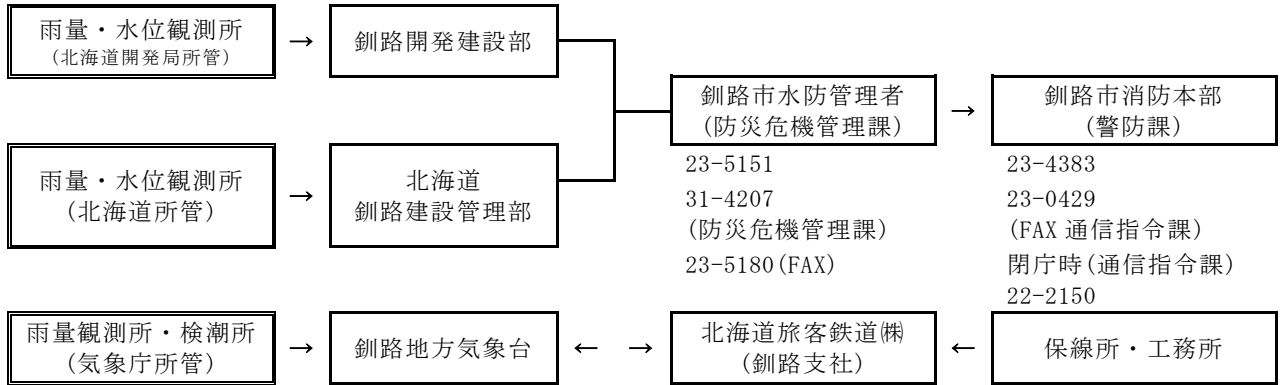 雨量・水位観測所
(北海道開発局所管)
→
釧路開発建設部
釧路市水防管理者
(防災危機管理課)
→
釧路市消防本部
(警防課)
雨量・水位観測所
(北海道所管)
→
北海道
釧路建設管理部
23-5151
31-4207
(防災危機管理課)
23-5180(FAX)
23-4383
23-0429
(FAX 通信指令課)
閉庁時(通信指令課)
22-2150
雨量観測所・検潮所
(気象庁所管)
→
釧路地方気象台
← →
北海道旅客鉄道㈱
(釧路支社)
←
保線所・工務所